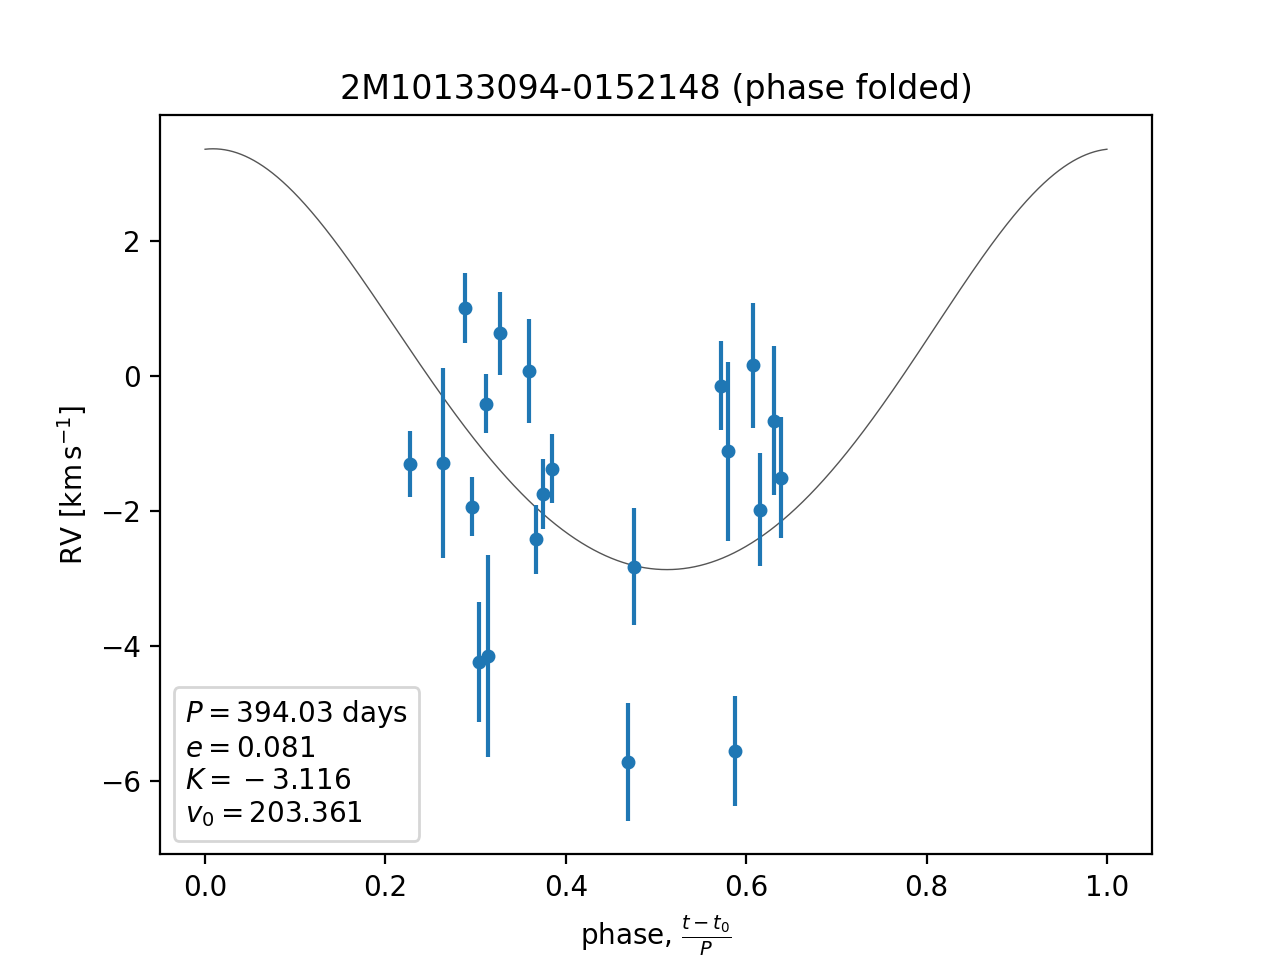 2M10133094-0152148 (phase folded)
RV [km s⁻¹]
2
0
−2
−4
−6
P = 394.03 days
e = 0.081
K = − 3.116
v₀ = 203.361
0.0 0.2 0.4 0.6 0.8 1.0
phase, (t − t₀)/P